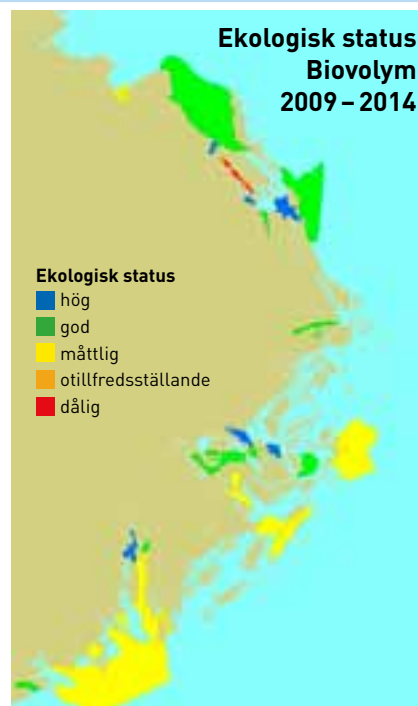 Ekologisk status
Biovolym
2009 – 2014
Ekologisk status
hög
god
måttlig
otillfredsställande
dålig